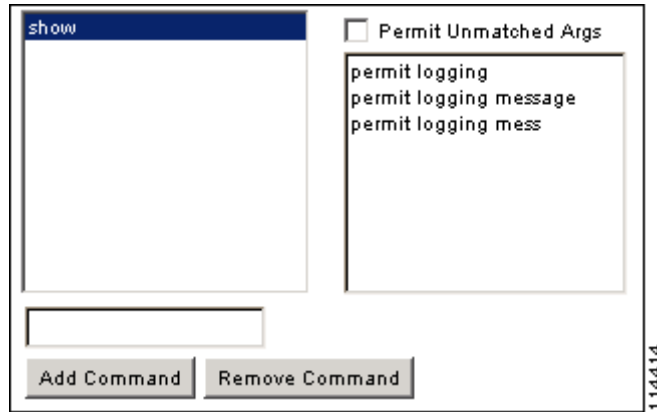 show
Permit Unmatched Args
permit logging
permit logging message
permit logging mess
Add Command
Remove Command
114414